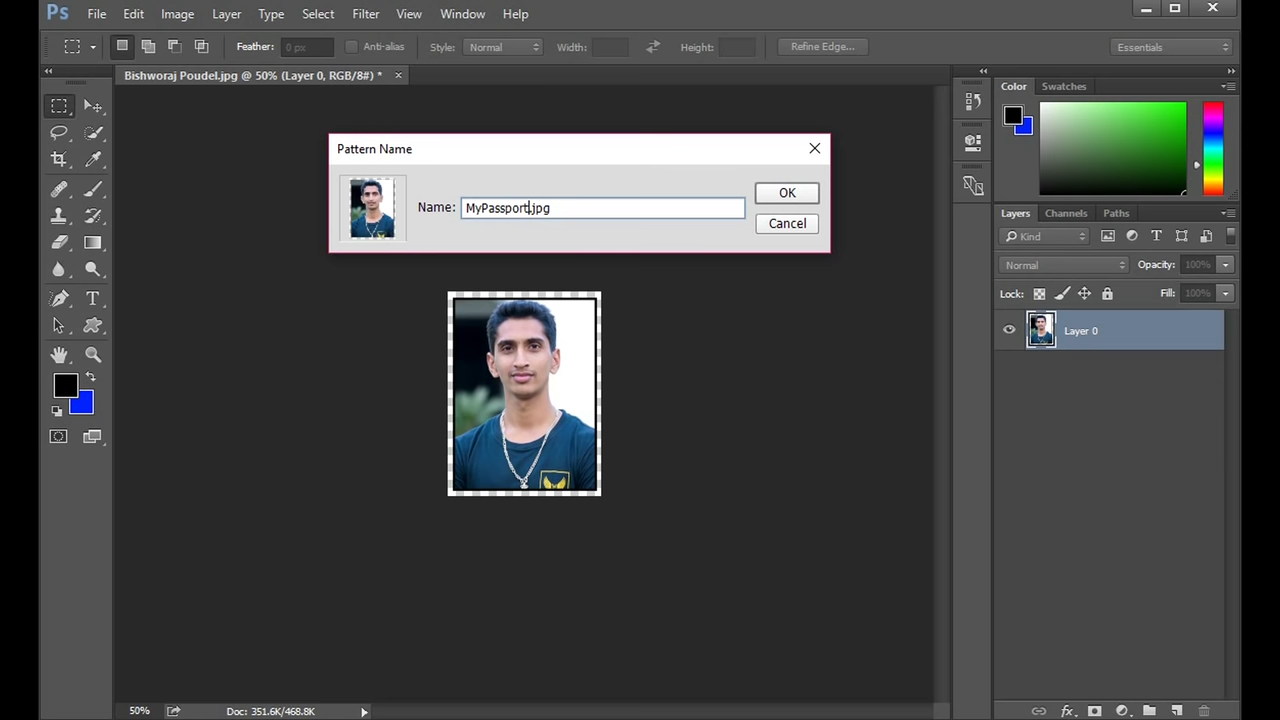 Ps File Edit Image Layer Type Select Filter View Window Help
Feather: 0 px Anti-alias Style: Normal Width: Height: Refine Edge... Essentials
Bishworaj Poudel.jpg @ 50% (Layer 0, RGB/8#) *
Color Swatches
Pattern Name
Name: MyPassport.jpg
OK
Cancel
Layers Channels Paths
Kind
Normal Opacity: 100%
Lock: Fill: 100%
Layer 0
50% Doc: 351.6K/468.8K
fx